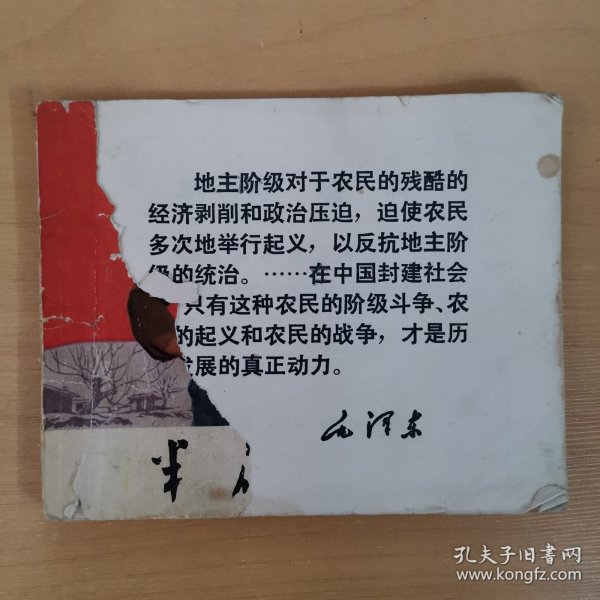 地主阶级对于农民的残酷的
经济剥削和政治压迫，迫使农民
多次地举行起义，以反抗地主阶
级的统治。……在中国封建社会
只有这种农民的阶级斗争、农
的起义和农民的战争，才是历
发展的真正动力。
毛泽东
半
孔夫子旧书网
www.kongfz.com